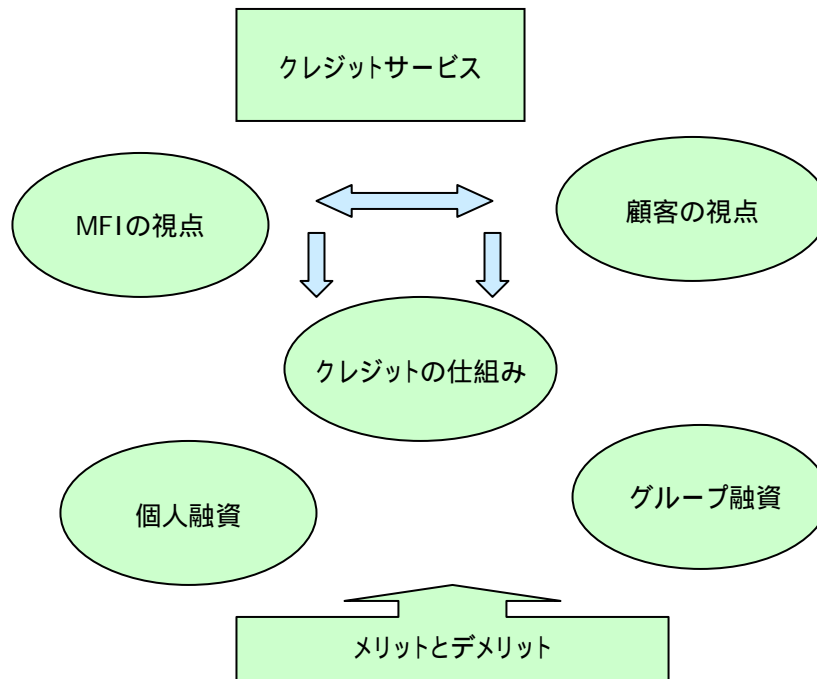 クレジットサービス
MFIの視点
顧客の視点
クレジットの仕組み
個人融資
グループ融資
メリットとデメリット